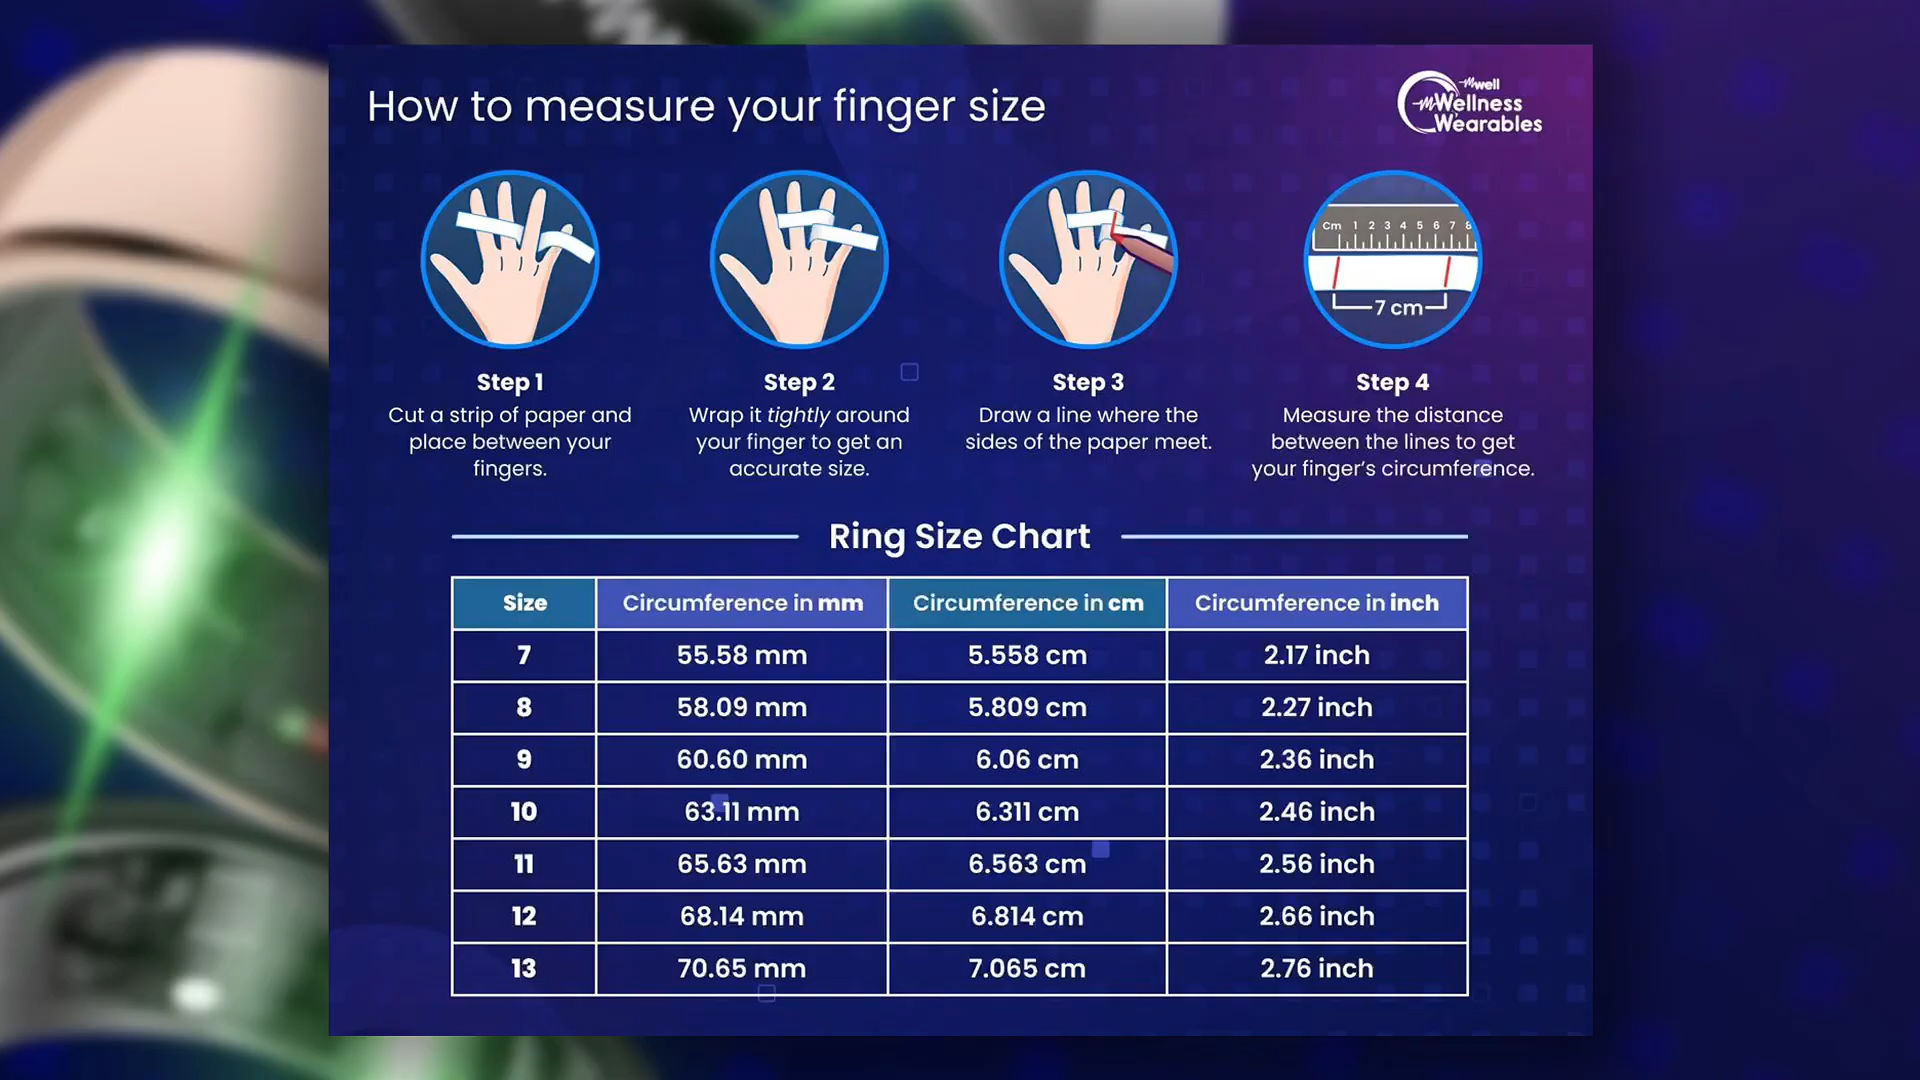 How to measure your finger size
mwell
Wellness
Wearables
Cm 1 2 3 4 5 6 7 8
7 cm
Step 1
Cut a strip of paper and
place between your
fingers.
Step 2
Wrap it tightly around
your finger to get an
accurate size.
Step 3
Draw a line where the
sides of the paper meet.
Step 4
Measure the distance
between the lines to get
your finger's circumference.
Ring Size Chart
Size Circumference in mm Circumference in cm Circumference in inch
7 55.58 mm 5.558 cm 2.17 inch
8 58.09 mm 5.809 cm 2.27 inch
9 60.60 mm 6.06 cm 2.36 inch
10 63.11 mm 6.311 cm 2.46 inch
11 65.63 mm 6.563 cm 2.56 inch
12 68.14 mm 6.814 cm 2.66 inch
13 70.65 mm 7.065 cm 2.76 inch